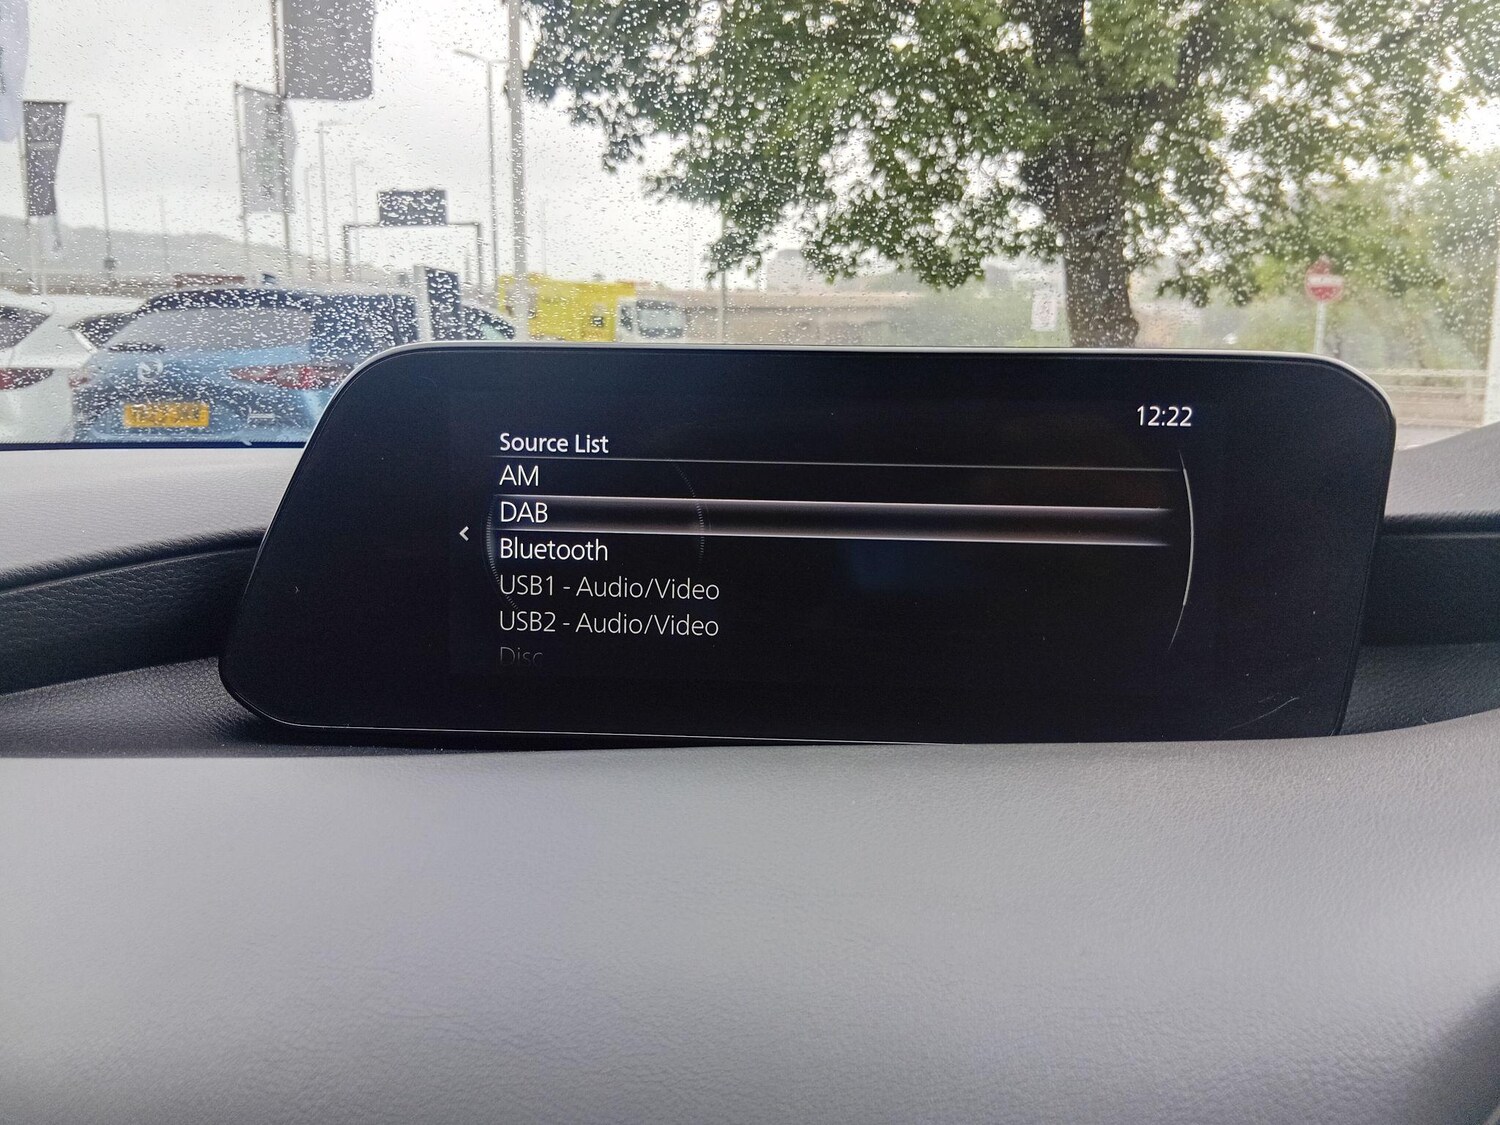 12:22
Source List
AM
DAB
Bluetooth
USB1 - Audio/Video
USB2 - Audio/Video
Disc